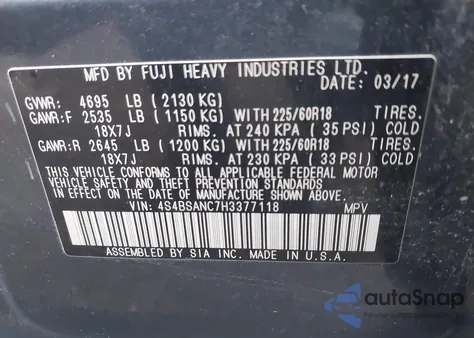 MFD BY FUJI HEAVY INDUSTRIES LTD.
DATE: 03/17
GVWR: 4695 LB (2130 KG)
GAWR: F 2535 LB (1150 KG) WITH 225/60R18 TIRES.
18X7J RIMS. AT 240 KPA (35 PSI) COLD
GAWR: R 2645 LB (1200 KG) WITH 225/60R18 TIRES.
18X7J RIMS. AT 230 KPA (33 PSI) COLD
THIS VEHICLE CONFORMS TO ALL APPLICABLE FEDERAL MOTOR
VEHICLE SAFETY AND THEFT PREVENTION STANDARDS IN
EFFECT ON THE DATE OF MANUFACTURE SHOWN ABOVE.
VIN: 4S4BSANC7H3377118 MPV
ASSEMBLED BY SIA IN U.S.A.
autoSnap